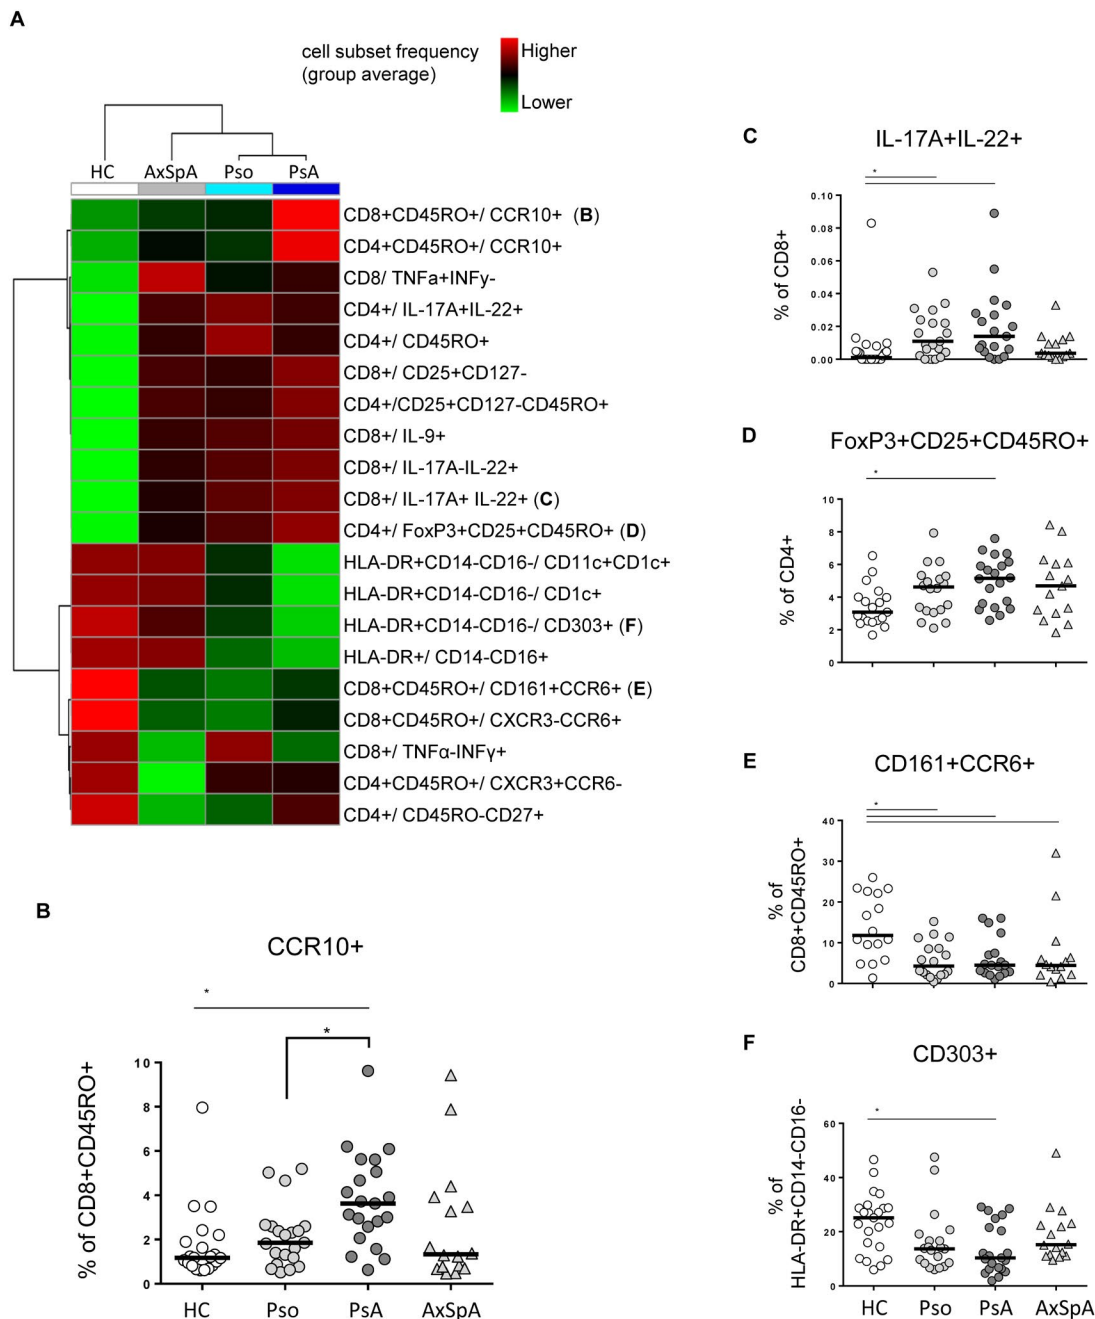 A
cell subset frequency
(group average)
Higher
Lower
HC AxSpA Pso PsA
CD8+CD45RO+/ CCR10+ (B)
CD4+CD45RO+/ CCR10+
CD8/ TNFa+INFy-
CD4+/ IL-17A+IL-22+
CD4+/ CD45RO+
CD8+/ CD25+CD127-
CD4+/CD25+CD127-CD45RO+
CD8+/ IL-9+
CD8+/ IL-17A-IL-22+
CD8+/ IL-17A+ IL-22+ (C)
CD4+/ FoxP3+CD25+CD45RO+ (D)
HLA-DR+CD14-CD16-/ CD11c+CD1c+
HLA-DR+CD14-CD16-/ CD1c+
HLA-DR+CD14-CD16-/ CD303+ (F)
HLA-DR+/ CD14-CD16+
CD8+CD45RO+/ CD161+CCR6+ (E)
CD8+CD45RO+/ CXCR3-CCR6+
CD8+/ TNFα-INFγ+
CD4+CD45RO+/ CXCR3+CCR6-
CD4+/ CD45RO-CD27+
B
CCR10+
*
*
% of CD8+CD45RO+
10
8
6
4
2
0
HC Pso PsA AxSpA
C
IL-17A+IL-22+
*
% of CD8+
0.10
0.08
0.06
0.04
0.02
0.00
D
FoxP3+CD25+CD45RO+
*
% of CD4+
10
8
6
4
2
0
E
CD161+CCR6+
*
% of
CD8+CD45RO+
40
30
20
10
0
F
CD303+
*
% of
HLA-DR+CD14-CD16-
60
40
20
0
HC Pso PsA AxSpA